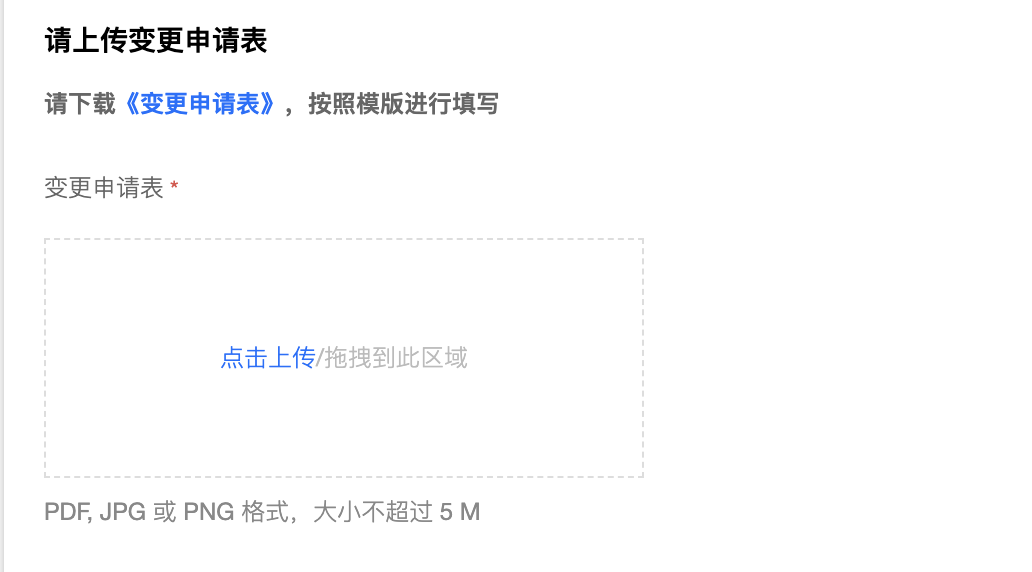 请上传变更申请表
请下载《变更申请表》，按照模版进行填写
变更申请表 *
点击上传/拖拽到此区域
PDF, JPG 或 PNG 格式，大小不超过 5 M